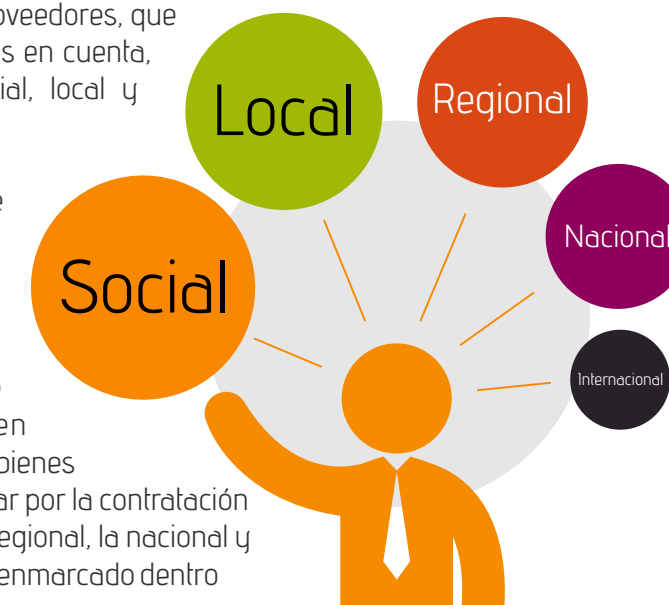 proveedores, que
s en cuenta,
ial, local y
e
en
bienes
ar por la contratación
egional, la nacional y
enmarcado dentro
Social
Local
Regional
Nacional
Internacional